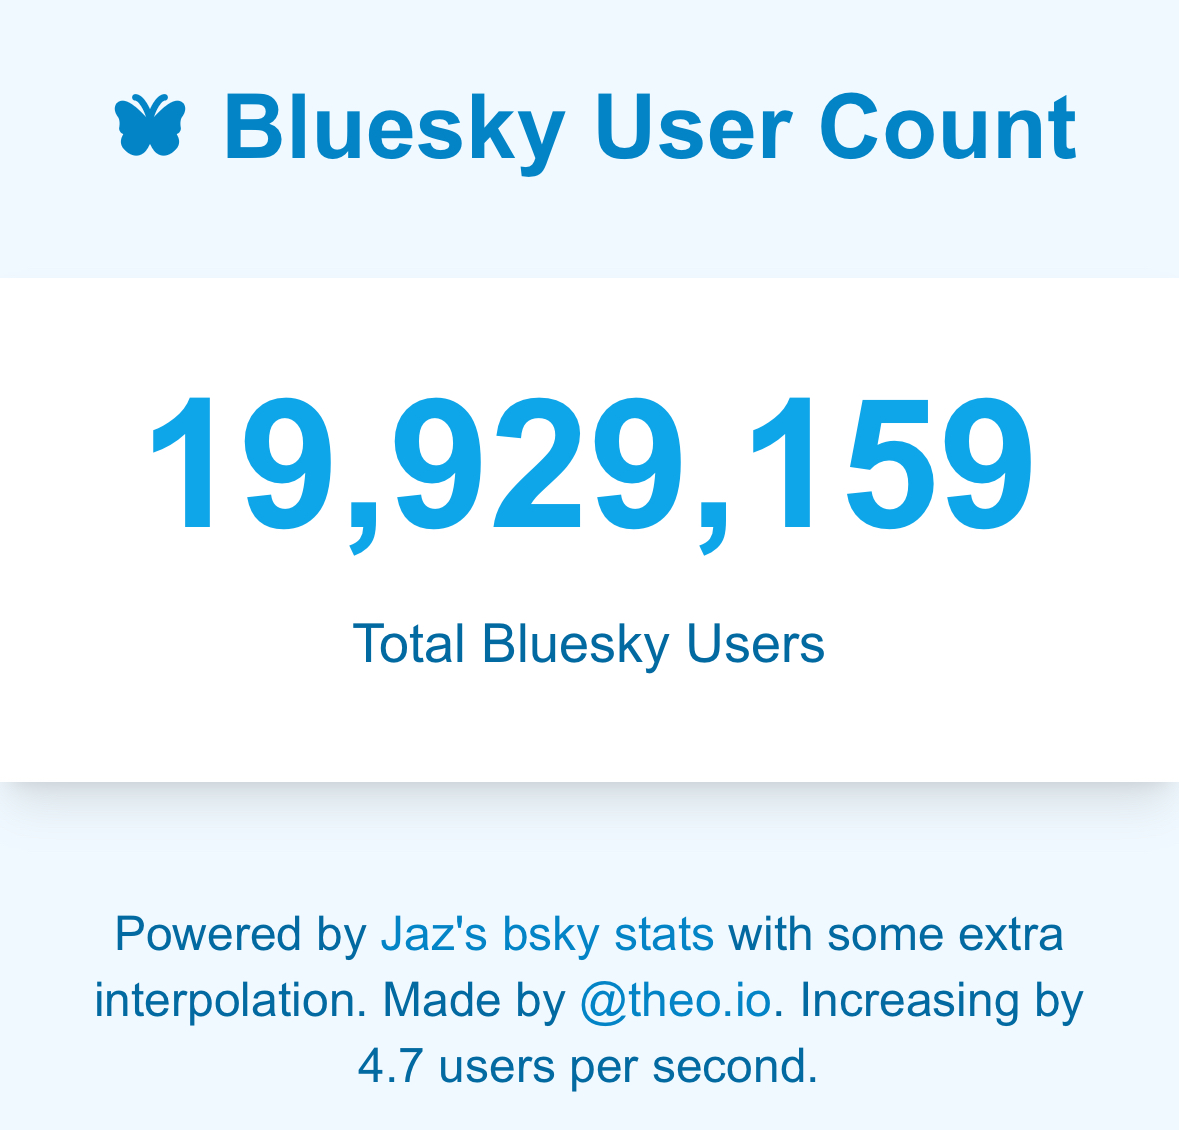 Bluesky User Count
19,929,159
Total Bluesky Users
Powered by Jaz's bsky stats with some extra
interpolation. Made by @theo.io. Increasing by
4.7 users per second.